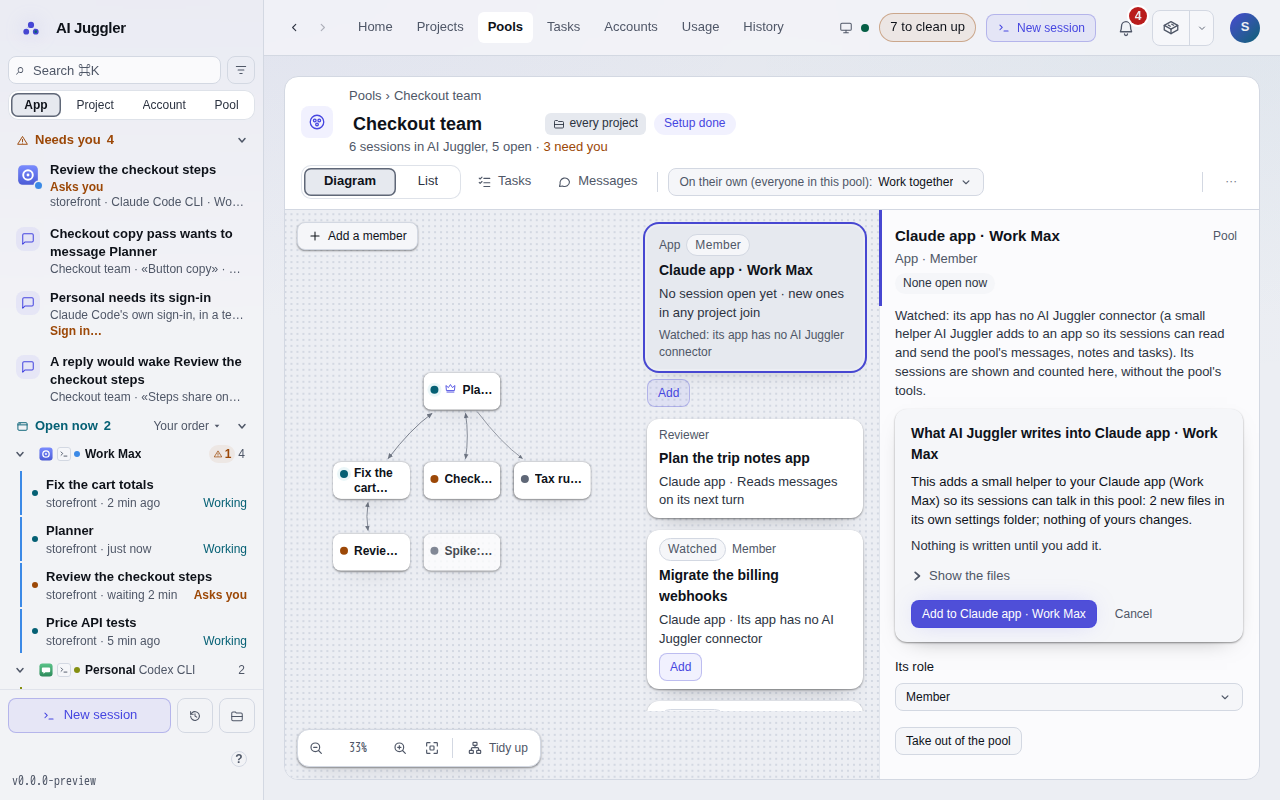 AI Juggler
Search ⌘K
App
Project
Account
Pool
Needs you 4
Review the checkout steps
Asks you
storefront · Claude Code CLI · Wo…
Checkout copy pass wants to
message Planner
Checkout team · «Button copy» · …
Personal needs its sign-in
Claude Code's own sign-in, in a te…
Sign in…
A reply would wake Review the
checkout steps
Checkout team · «Steps share on…
Open now 2
Your order
Work Max
1
4
Fix the cart totals
storefront · 2 min ago
Working
Planner
storefront · just now
Working
Review the checkout steps
storefront · waiting 2 min
Asks you
Price API tests
storefront · 5 min ago
Working
Personal Codex CLI
2
New session
?
v0.0.0-preview
Home
Projects
Pools
Tasks
Accounts
Usage
History
7 to clean up
New session
4
S
Pools › Checkout team
Checkout team
every project
Setup done
6 sessions in AI Juggler, 5 open · 3 need you
Diagram
List
Tasks
Messages
On their own (everyone in this pool): Work together
···
Add a member
Pla…
Fix the
cart…
Check…
Tax ru…
Revie…
Spike:…
33%
Tidy up
App
Member
Claude app · Work Max
No session open yet · new ones
in any project join
Watched: its app has no AI Juggler
connector
Add
Reviewer
Plan the trip notes app
Claude app · Reads messages
on its next turn
Watched
Member
Migrate the billing
webhooks
Claude app · Its app has no AI
Juggler connector
Add
Claude app · Work Max
Pool
App · Member
None open now
Watched: its app has no AI Juggler connector (a small
helper AI Juggler adds to an app so its sessions can read
and send the pool's messages, notes and tasks). Its
sessions are shown and counted here, without the pool's
tools.
What AI Juggler writes into Claude app · Work
Max
This adds a small helper to your Claude app (Work
Max) so its sessions can talk in this pool: 2 new files in
its own settings folder; nothing of yours changes.
Nothing is written until you add it.
Show the files
Add to Claude app · Work Max
Cancel
Its role
Member
Take out of the pool